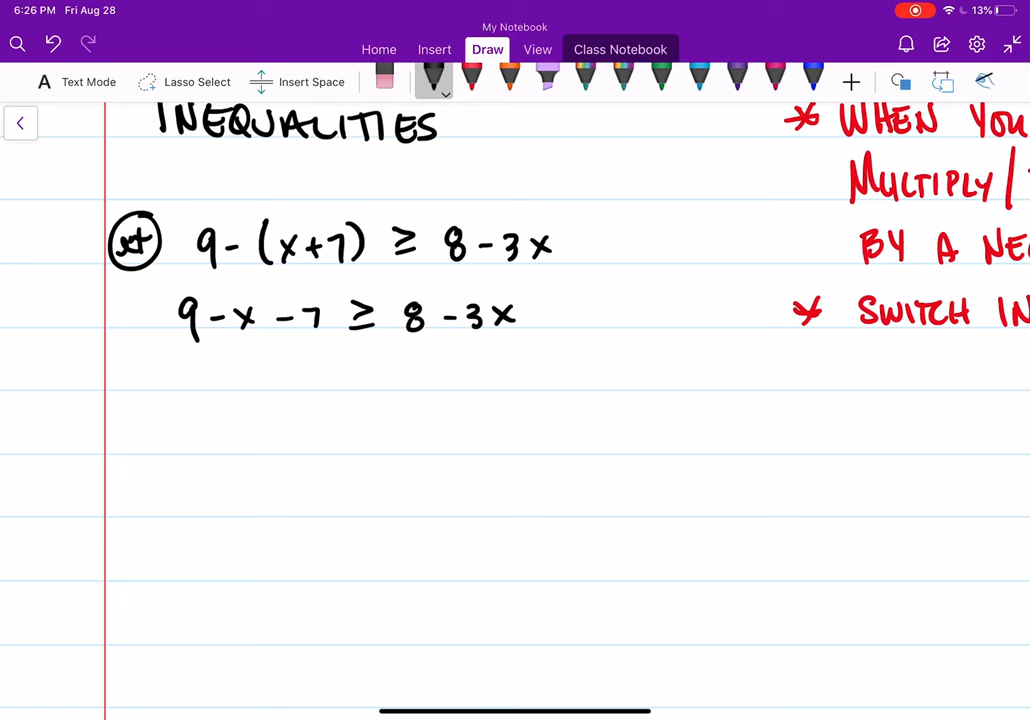 6:26 PM Fri Aug 28 13%
My Notebook
Home Insert Draw View Class Notebook
A Text Mode Lasso Select Insert Space
INEQUALITIES
* WHEN YOU
MULTIPLY/
ext 9 - (x+7) ≥ 8 - 3x
BY A NE
9 - x - 7 ≥ 8 - 3x
* SWITCH IN